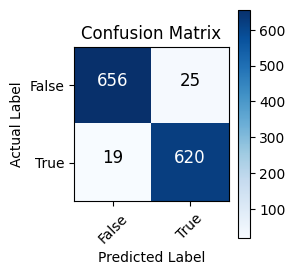 Confusion Matrix
Actual Label
False
True
656 25
19 620
False True
Predicted Label
600
500
400
300
200
100